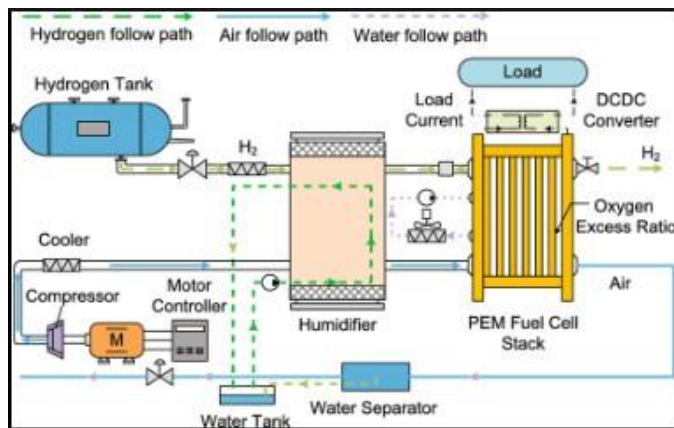 Hydrogen follow path
Air follow path
Water follow path
Hydrogen Tank
Load
Load
Current
DCDC
Converter
H2
H2
Cooler
Oxygen
Excess Ratio
Compressor
Motor
Controller
M
Air
Humidifier
PEM Fuel Cell
Stack
Water Tank
Water Separator